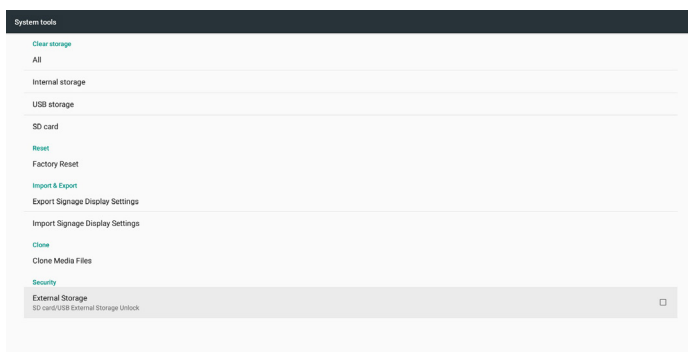 System tools
Clear storage
All
Internal storage
USB storage
SD card
Reset
Factory Reset
Import & Export
Export Signage Display Settings
Import Signage Display Settings
Clone
Clone Media Files
Security
External Storage
SD card/USB External Storage Unlock